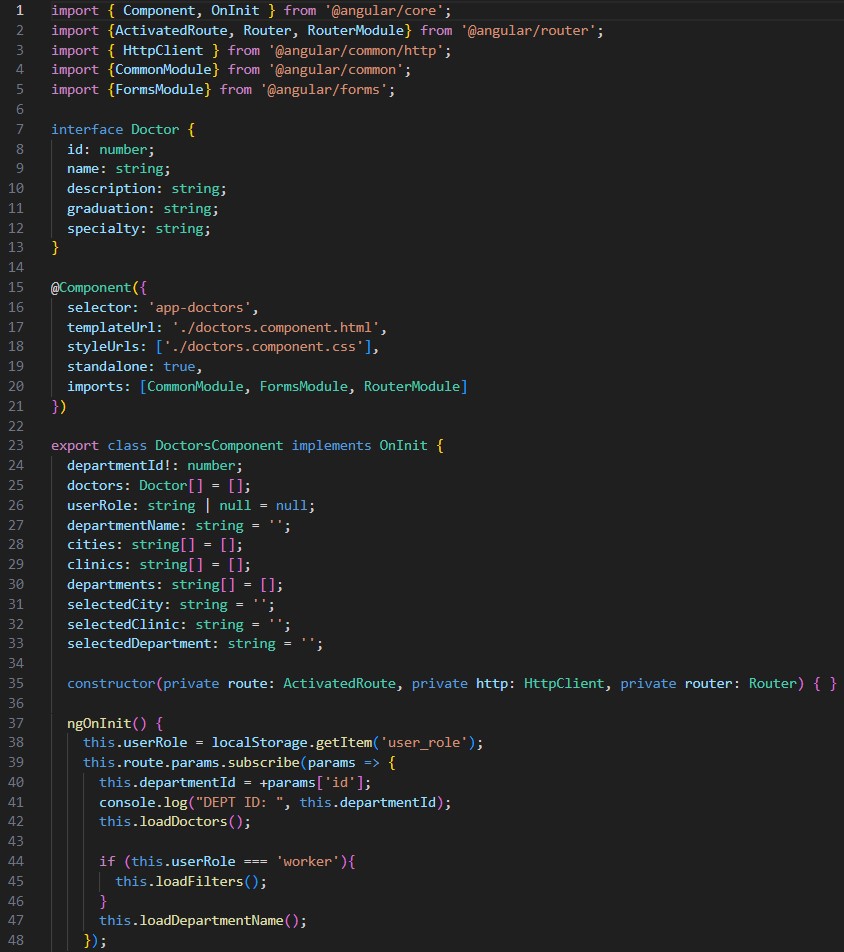 1 import { Component, OnInit } from '@angular/core';
2 import {ActivatedRoute, Router, RouterModule} from '@angular/router';
3 import { HttpClient } from '@angular/common/http';
4 import {CommonModule} from '@angular/common';
5 import {FormsModule} from '@angular/forms';
6
7 interface Doctor {
8   id: number;
9   name: string;
10   description: string;
11   graduation: string;
12   specialty: string;
13 }
14
15 @Component({
16   selector: 'app-doctors',
17   templateUrl: './doctors.component.html',
18   styleUrls: ['./doctors.component.css'],
19   standalone: true,
20   imports: [CommonModule, FormsModule, RouterModule]
21 })
22
23 export class DoctorsComponent implements OnInit {
24   departmentId!: number;
25   doctors: Doctor[] = [];
26   userRole: string | null = null;
27   departmentName: string = '';
28   cities: string[] = [];
29   clinics: string[] = [];
30   departments: string[] = [];
31   selectedCity: string = '';
32   selectedClinic: string = '';
33   selectedDepartment: string = '';
34
35   constructor(private route: ActivatedRoute, private http: HttpClient, private router: Router) { }
36
37   ngOnInit() {
38     this.userRole = localStorage.getItem('user_role');
39     this.route.params.subscribe(params => {
40       this.departmentId = +params['id'];
41       console.log("DEPT ID: ", this.departmentId);
42       this.loadDoctors();
43
44       if (this.userRole === 'worker'){
45         this.loadFilters();
46       }
47       this.loadDepartmentName();
48     });